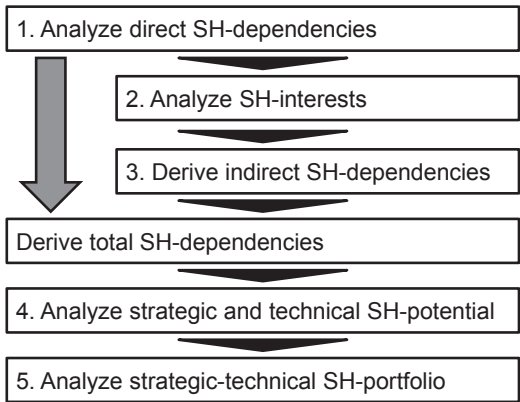 1. Analyze direct SH-dependencies
2. Analyze SH-interests
3. Derive indirect SH-dependencies
Derive total SH-dependencies
4. Analyze strategic and technical SH-potential
5. Analyze strategic-technical SH-portfolio